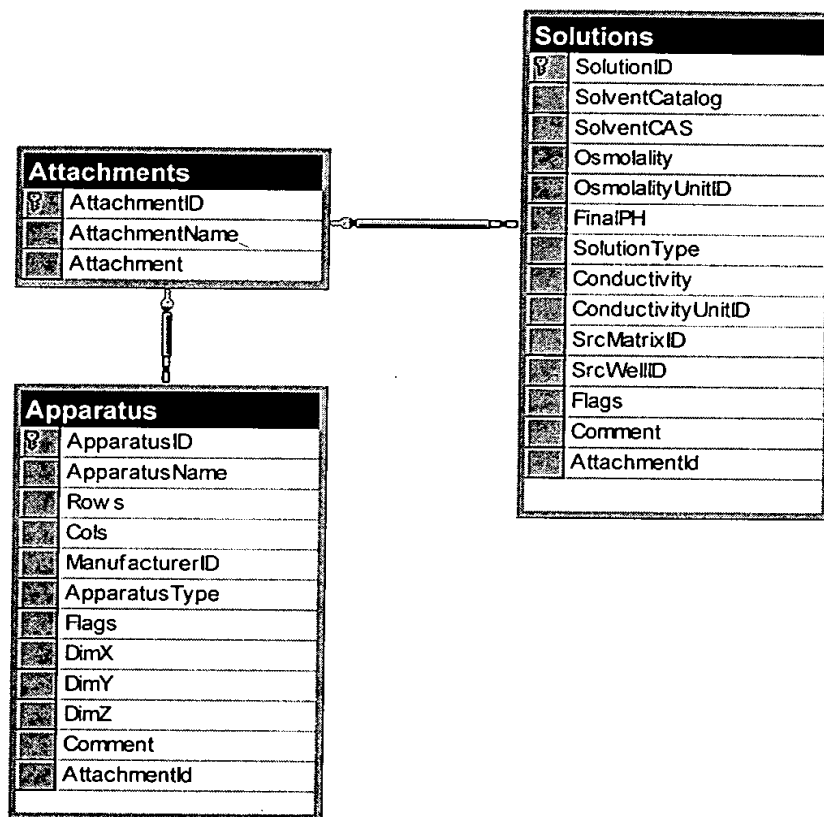 Solutions
SolutionID
SolventCatalog
SolventCAS
Osmolality
OsmolalityUnitID
FinalPH
SolutionType
Conductivity
ConductivityUnitID
SrcMatrixID
SrcWellID
Flags
Comment
AttachmentId
Attachments
AttachmentID
AttachmentName
Attachment
Apparatus
ApparatusID
ApparatusName
Rows
Cols
ManufacturerID
ApparatusType
Flags
DimX
DimY
DimZ
Comment
AttachmentId